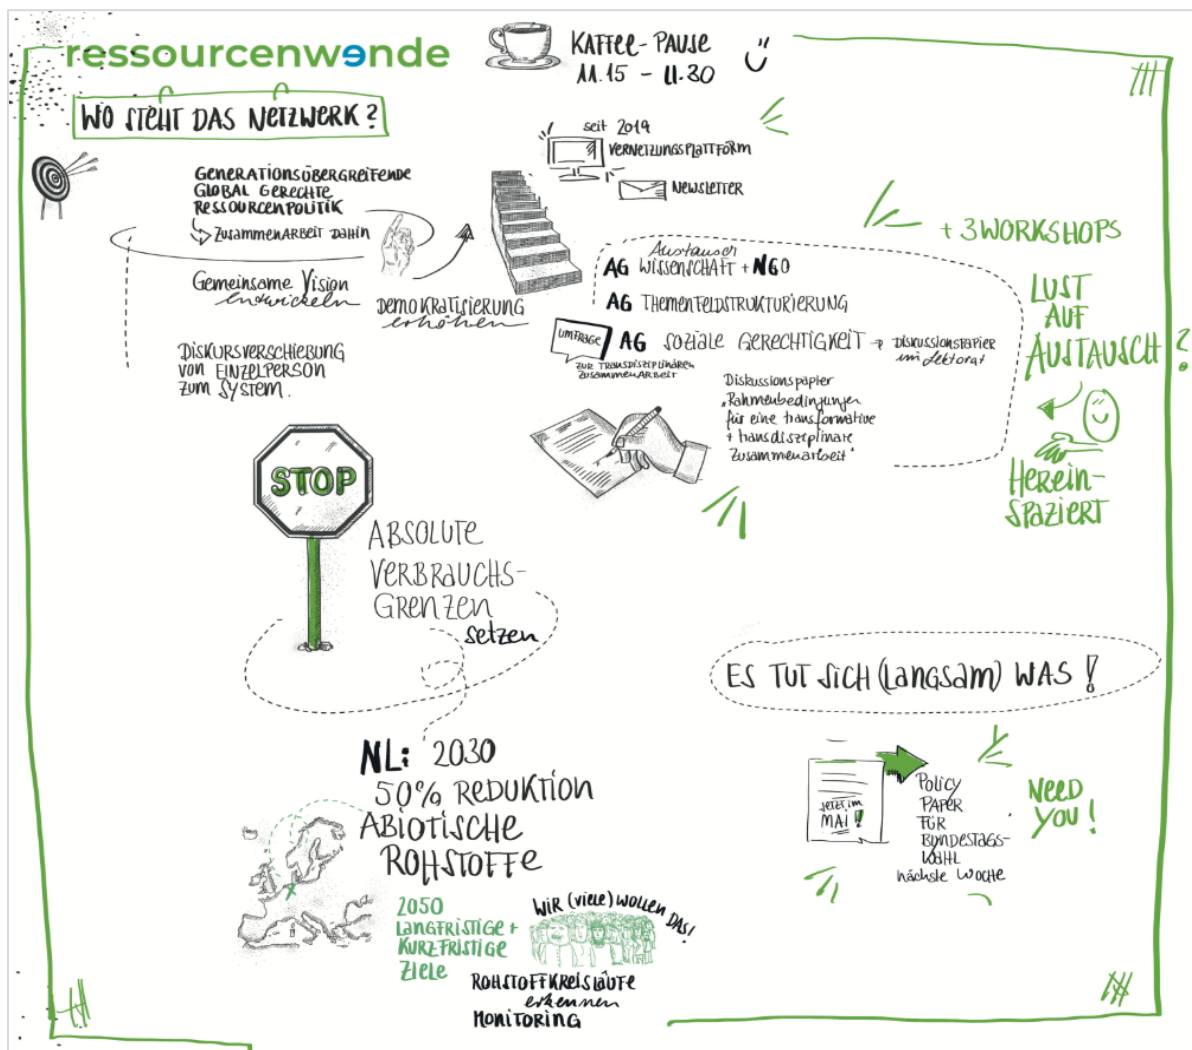 ressourcenwende
KAFFEE-PAUSE
11.15 - 11.30
WO STEHT DAS NETZWERK?
seit 2019
VERNETZUNGSPLATTFORM
NEWSLETTER
GENERATIONSÜBERGREIFENDE
GLOBAL GERECHTE
RESSOURCENPOLITIK
ZUSAMMENARBEIT DAHIN
Gemeinsame Vision
entwickeln
DEMOKRATISIERUNG
erhöhen
DISKURSVERSCHIEBUNG
VON EINZELPERSON
ZUM SYSTEM.
Austausch
AG WISSENSCHAFT + NGO
AG THEMENFELDSTRUKTURIERUNG
UMFRAGE
AG SOZIALE GERECHTIGKEIT → DISKUSSIONSPAPIER
im Lektorat
ZUR TRANSDISZIPLINÄREN
ZUSAMMENARBEIT
Diskussionspapier
„Rahmenbedingungen
für eine transformative
+ transdisziplinäre
Zusammenarbeit"
+ 3 WORKSHOPS
LUST
AUF
AUSTAUSCH?
HEREIN-
SPAZIERT
STOP
ABSOLUTE
VERBRAUCHS-
GRENZEN
setzen
ES TUT SICH (LANGSAM) WAS!
NL: 2030
50% REDUKTION
ABIOTISCHE
ROHSTOFFE
2050
LANGFRISTIGE +
KURZFRISTIGE
ZIELE
WIR (viele) WOLLEN DAS!
ROHSTOFFKREISLÄUFE
erkennen
MONITORING
JETZT IM
MAI!
POLICY
PAPER
FÜR
BUNDESTAGS-
WAHL
nächste WOCHE
NEED
YOU!